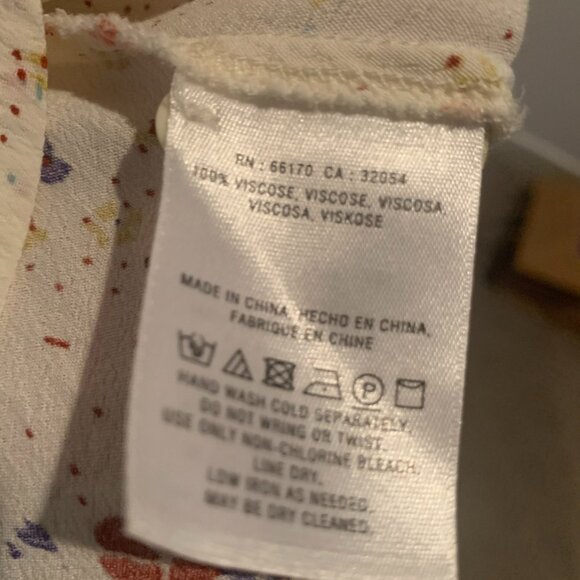 RN : 66170 CA : 32054
100% VISCOSE, VISCOSE, VISCOSA
VISCOSA, VISKOSE
MADE IN CHINA, HECHO EN CHINA,
FABRIQUE EN CHINE
P
HAND WASH COLD SEPARATELY.
DO NOT WRING OR TWIST.
USE ONLY NON-CHLORINE BLEACH.
LINE DRY.
LOW IRON AS NEEDED.
MAY BE DRY CLEANED.